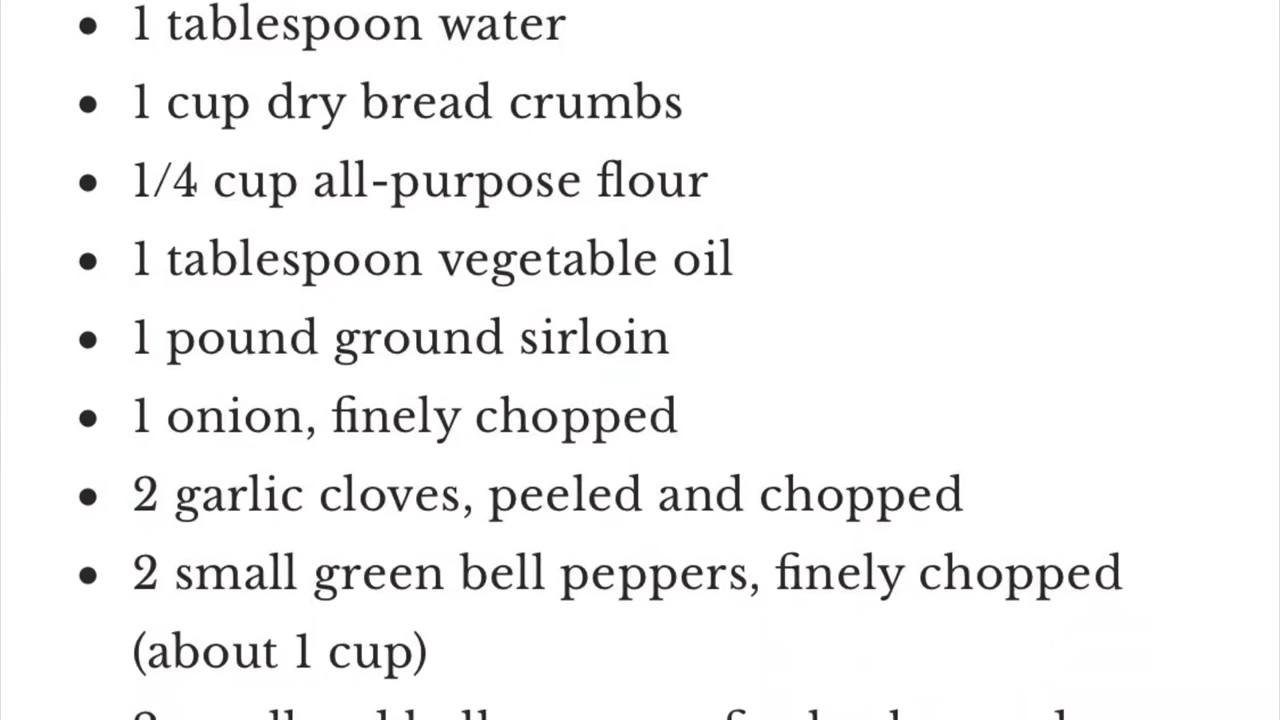 • 1 tablespoon water
• 1 cup dry bread crumbs
• 1/4 cup all-purpose flour
• 1 tablespoon vegetable oil
• 1 pound ground sirloin
• 1 onion, finely chopped
• 2 garlic cloves, peeled and chopped
• 2 small green bell peppers, finely chopped
(about 1 cup)